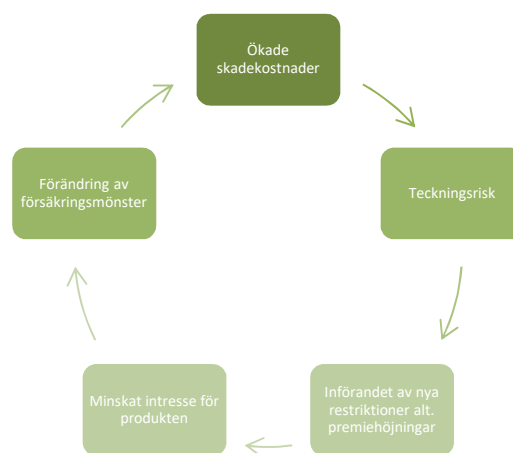 Ökade
skadekostnader
Teckningsrisk
Införandet av nya
restriktioner alt.
premiehöjningar
Minskat intresse för
produkten
Förändring av
försäkringsmönster